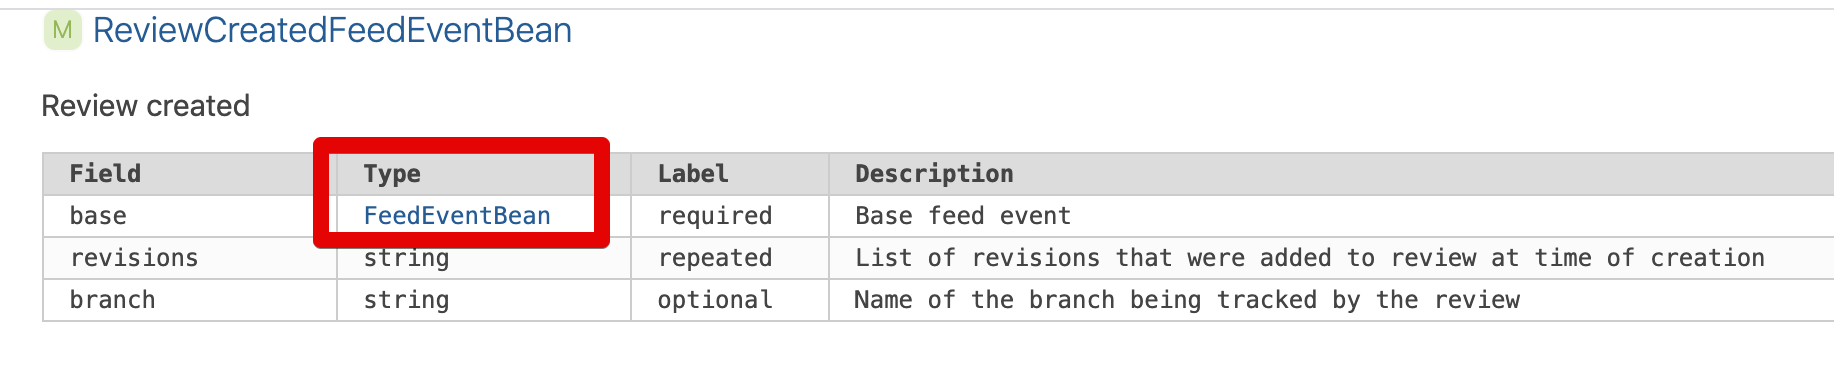 M ReviewCreatedFeedEventBean
Review created
Field Type Label Description
base FeedEventBean required Base feed event
revisions string repeated List of revisions that were added to review at time of creation
branch string optional Name of the branch being tracked by the review